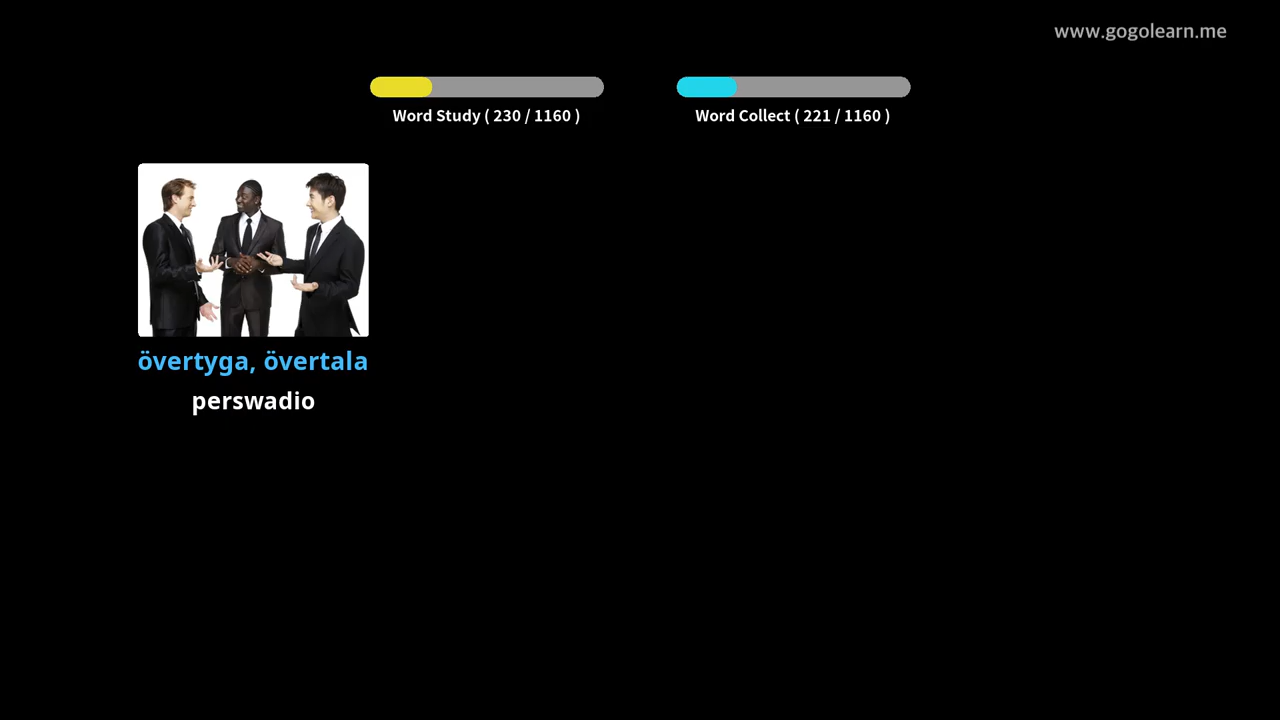 www.gogolearn.me
Word Study ( 230 / 1160 )
Word Collect ( 221 / 1160 )
övertyga, övertala
perswadio